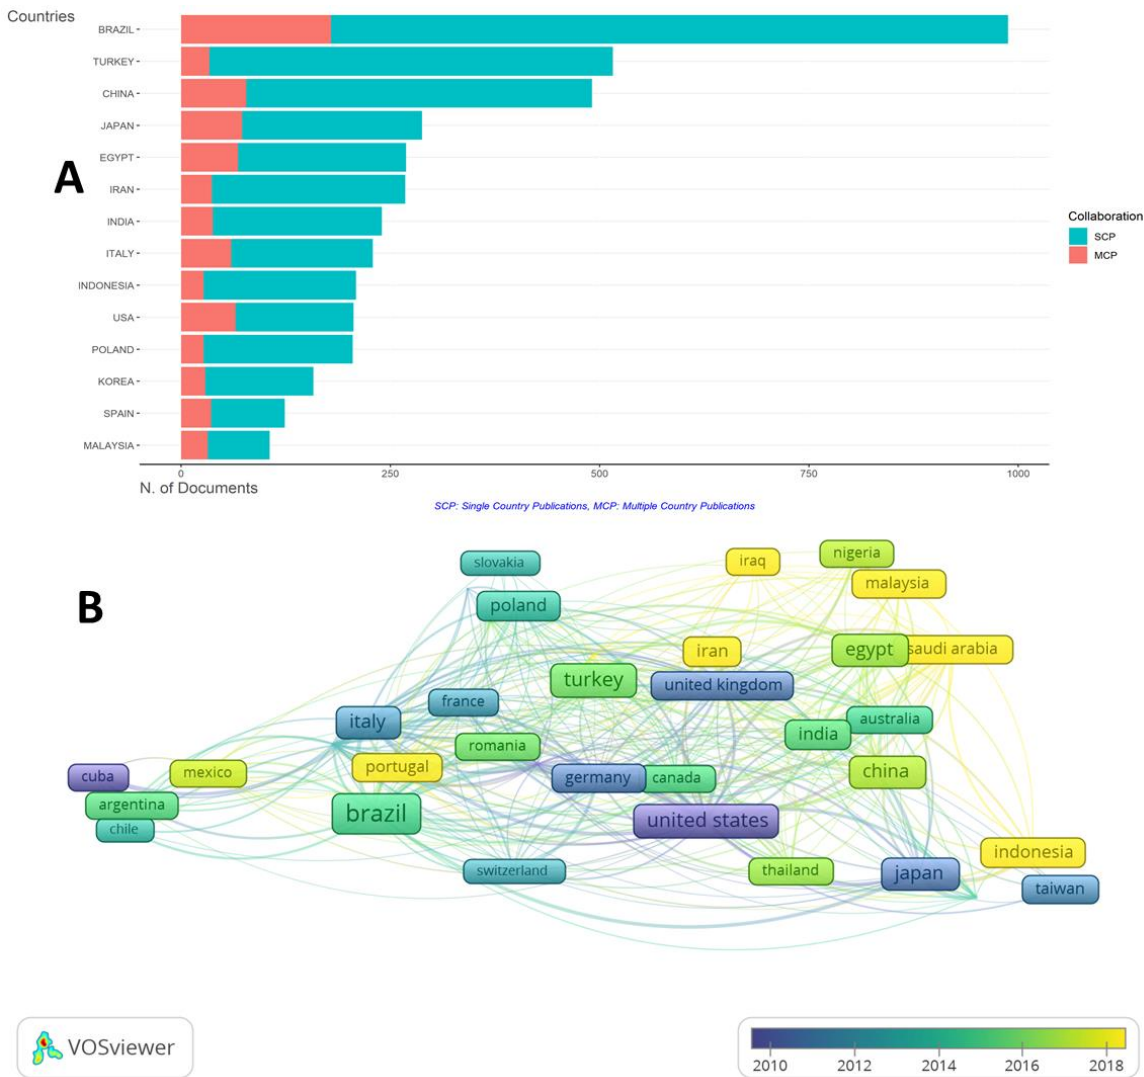 Countries
BRAZIL
TURKEY
CHINA
JAPAN
EGYPT
A
IRAN
INDIA
ITALY
INDONESIA
USA
POLAND
KOREA
SPAIN
MALAYSIA
Collaboration
SCP
MCP
0 250 500 750 1000
N. of Documents
SCP: Single Country Publications, MCP: Multiple Country Publications
B
slovakia
iraq
nigeria
malaysia
poland
iran
egypt
saudi arabia
turkey
united kingdom
france
italy
australia
india
romania
portugal
mexico
cuba
germany
canada
china
argentina
brazil
chile
united states
indonesia
switzerland
thailand
japan
taiwan
VOSviewer
2010 2012 2014 2016 2018